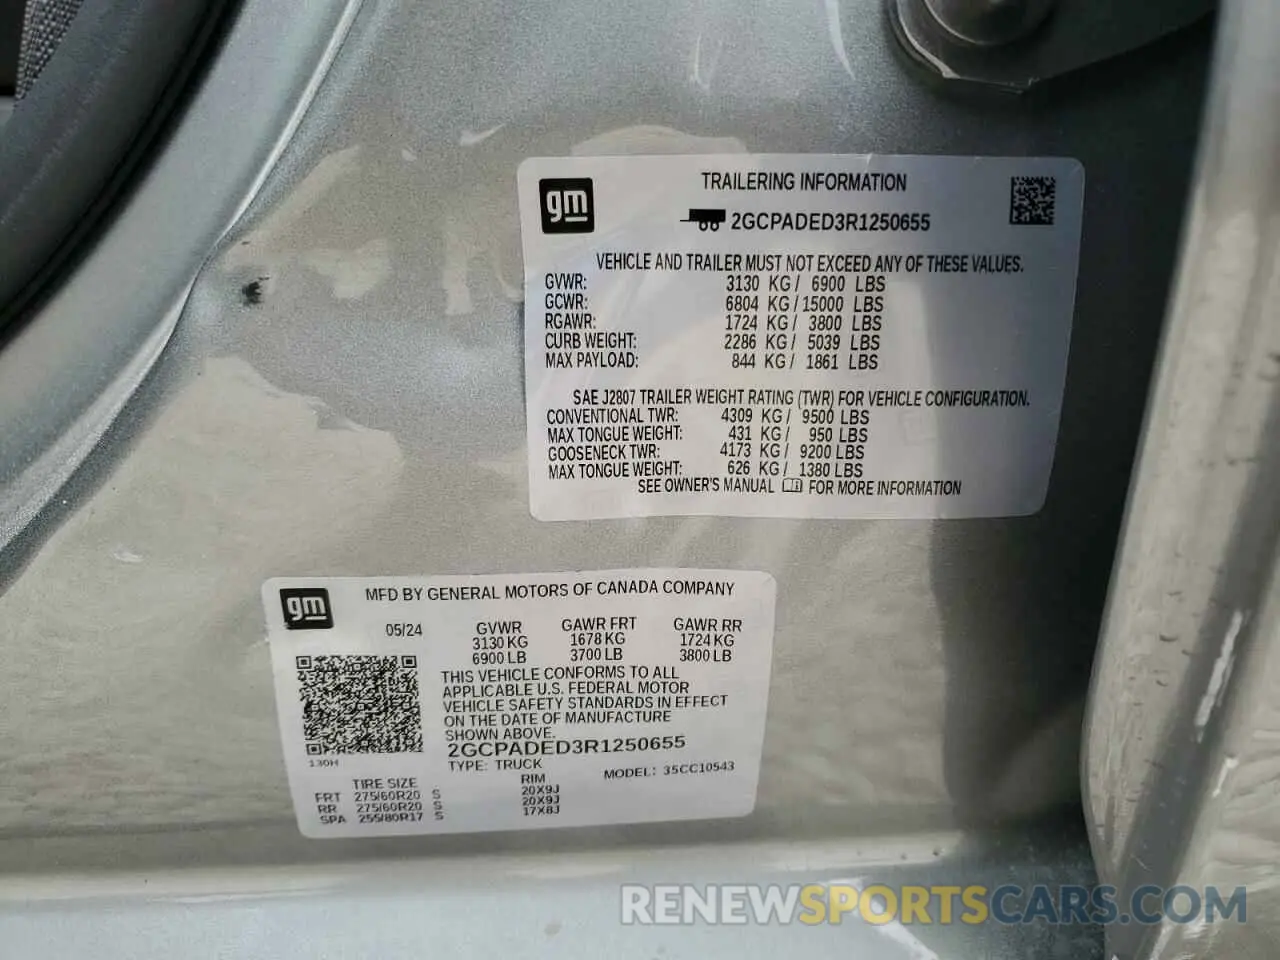 gm
TRAILERING INFORMATION
2GCPADED3R1250655
VEHICLE AND TRAILER MUST NOT EXCEED ANY OF THESE VALUES.
GVWR: 3130 KG / 6900 LBS
GCWR: 6804 KG / 15000 LBS
RGAWR: 1724 KG / 3800 LBS
CURB WEIGHT: 2286 KG / 5039 LBS
MAX PAYLOAD: 844 KG / 1861 LBS
SAE J2807 TRAILER WEIGHT RATING (TWR) FOR VEHICLE CONFIGURATION.
CONVENTIONAL TWR: 4309 KG / 9500 LBS
MAX TONGUE WEIGHT: 431 KG / 950 LBS
GOOSENECK TWR: 4173 KG / 9200 LBS
MAX TONGUE WEIGHT: 626 KG / 1380 LBS
SEE OWNER'S MANUAL FOR MORE INFORMATION
gm
MFD BY GENERAL MOTORS OF CANADA COMPANY
05/24 GVWR GAWR FRT GAWR RR
3130 KG 1678 KG 1724 KG
6900 LB 3700 LB 3800 LB
THIS VEHICLE CONFORMS TO ALL
APPLICABLE U.S. FEDERAL MOTOR
VEHICLE SAFETY STANDARDS IN EFFECT
ON THE DATE OF MANUFACTURE
SHOWN ABOVE.
2GCPADED3R1250655
130H
TYPE: TRUCK MODEL: 35CC10543
TIRE SIZE RIM
FRT 275/60R20 S 20X9J
RR 275/60R20 S 20X9J
SPA 255/80R17 S 17X8J
RENEWSPORTSCARS.COM